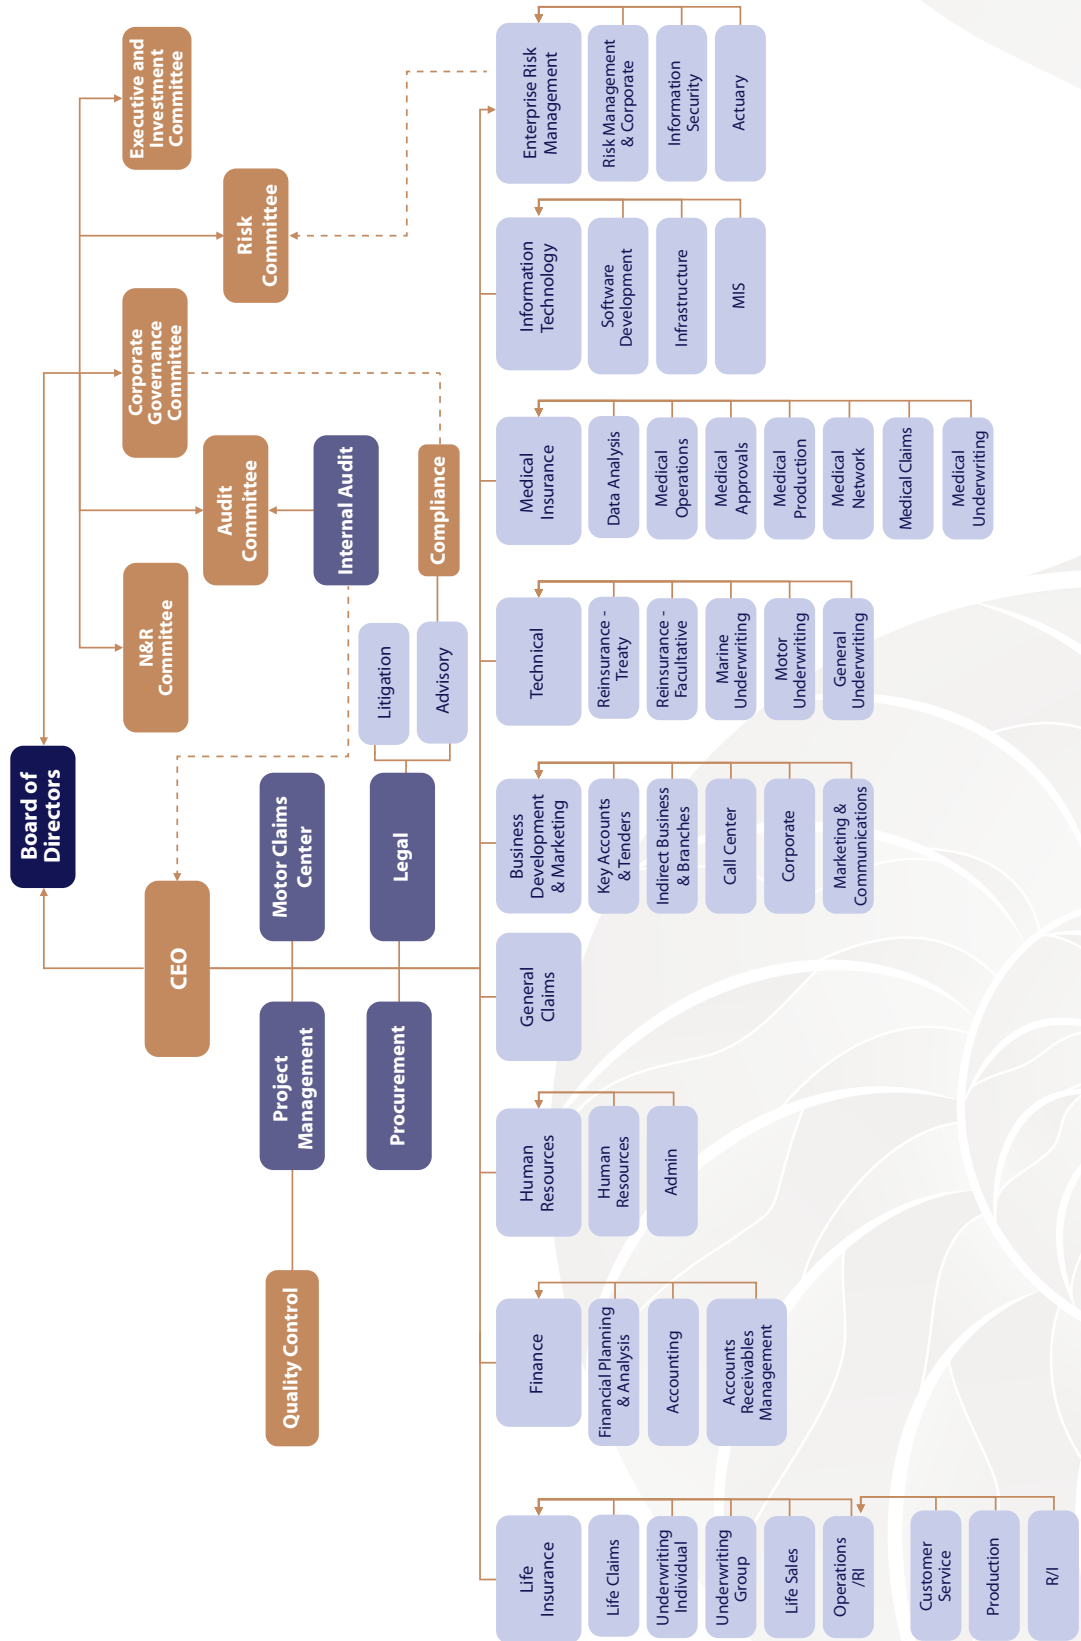 Board of
Directors
CEO
N&R
Committee
Audit
Committee
Corporate
Governance
Committee
Risk
Committee
Executive and
Investment
Committee
Internal Audit
Quality Control
Project
Management
Motor Claims
Center
Procurement
Legal
Litigation
Advisory
Compliance
Life
Insurance
Life Claims
Underwriting
Individual
Underwriting
Group
Life Sales
Operations
/RI
Customer
Service
Production
R/I
Finance
Financial Planning
& Analysis
Accounting
Accounts
Receivables
Management
Human
Resources
Human
Resources
Admin
General
Claims
Business
Development
& Marketing
Key Accounts
& Tenders
Indirect Business
& Branches
Call Center
Corporate
Marketing &
Communications
Technical
Reinsurance -
Treaty
Reinsurance -
Facultative
Marine
Underwriting
Motor
Underwriting
General
Underwriting
Medical
Insurance
Data Analysis
Medical
Operations
Medical
Approvals
Medical
Production
Medical
Network
Medical Claims
Medical
Underwriting
Information
Technology
Software
Development
Infrastructure
MIS
Enterprise Risk
Management
Risk Management
& Corporate
Information
Security
Actuary